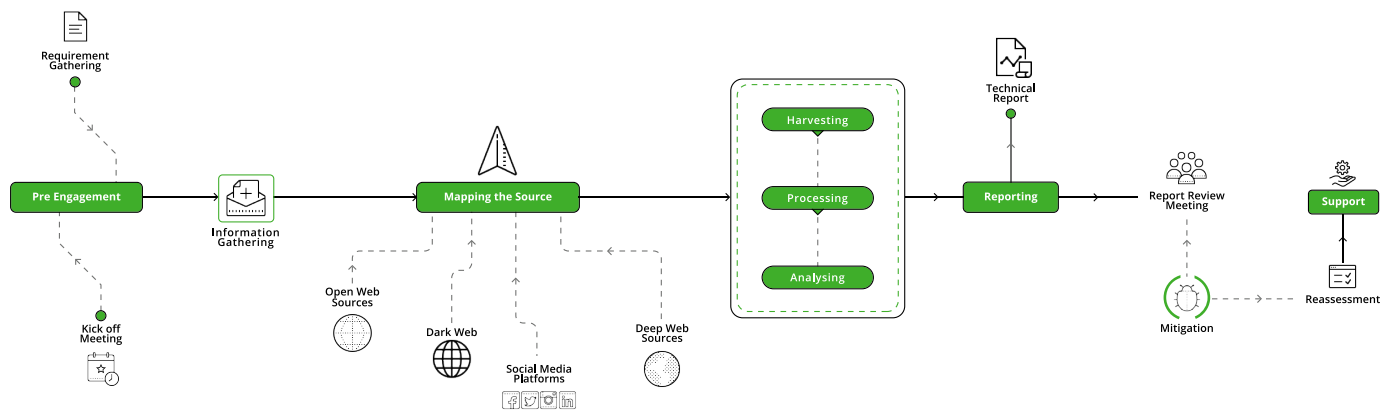 Requirement
Gathering
Pre Engagement
Kick off
Meeting
Information
Gathering
Mapping the Source
Open Web
Sources
Dark Web
Social Media
Platforms
Deep Web
Sources
Harvesting
Processing
Analysing
Technical
Report
Reporting
Report Review
Meeting
Mitigation
Support
Reassessment